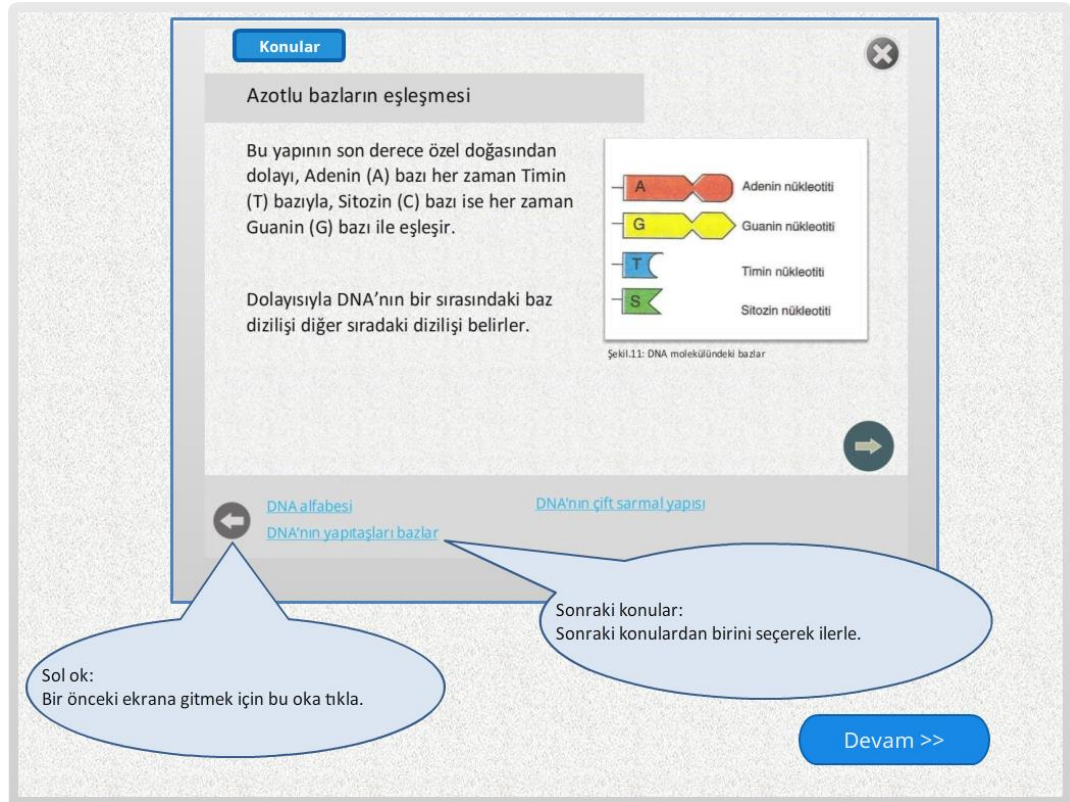 Konular
Azotlu bazların eşleşmesi
Bu yapının son derece özel doğasından
dolayı, Adenin (A) bazı her zaman Timin
(T) bazıyla, Sitozin (C) bazı ise her zaman
Guanin (G) bazı ile eşleşir.
Dolayısıyla DNA’nın bir sırasındaki baz
dizilişi diğer sıradaki dizilişi belirler.
A Adenin nükleotiti
G Guanin nükleotiti
T Timin nükleotiti
S Sitozin nükleotiti
Şekil.11: DNA molekülündeki bazlar
DNA alfabesi
DNA’nın yapıtaşları bazlar
DNA'nın çift sarmal yapısı
Sonraki konular:
Sonraki konulardan birini seçerek ilerle.
Sol ok:
Bir önceki ekrana gitmek için bu oka tıkla.
Devam >>